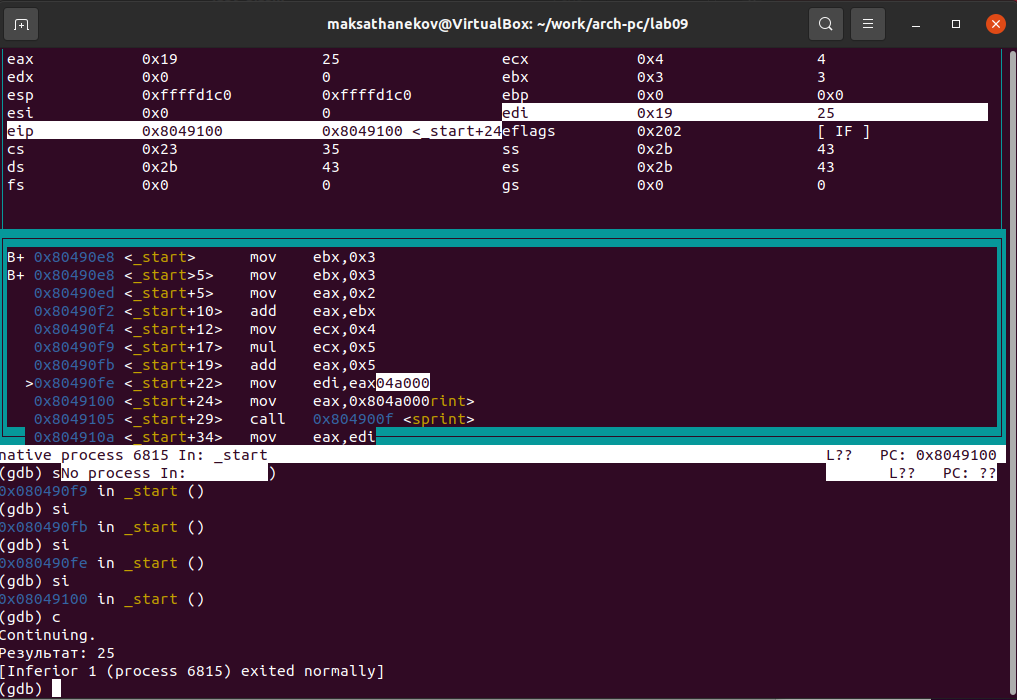 maksathanekov@VirtualBox: ~/work/arch-pc/lab09
eax 0x19 25 ecx 0x4 4
edx 0x0 0 ebx 0x3 3
esp 0xffffd1c0 0xffffd1c0 ebp 0x0 0x0
esi 0x0 0 edi 0x19 25
eip 0x8049100 0x8049100 <_start+24 eflags 0x202 [ IF ]
cs 0x23 35 ss 0x2b 43
ds 0x2b 43 es 0x2b 43
fs 0x0 0 gs 0x0 0
B+ 0x80490e8 <_start> mov ebx,0x3
B+ 0x80490e8 <_start>5> mov ebx,0x3
0x80490ed <_start+5> mov eax,0x2
0x80490f2 <_start+10> add eax,ebx
0x80490f4 <_start+12> mov ecx,0x4
0x80490f9 <_start+17> mul ecx,0x5
0x80490fb <_start+19> add eax,0x5
>0x80490fe <_start+22> mov edi,eax04a000
0x8049100 <_start+24> mov eax,0x804a000rint>
0x8049105 <_start+29> call 0x804900f <sprint>
0x804910a <_start+34> mov eax,edi
native process 6815 In: _start L?? PC: 0x8049100
(gdb) sNo process In: ) L?? PC: ??
0x080490f9 in _start ()
(gdb) si
0x080490fb in _start ()
(gdb) si
0x080490fe in _start ()
(gdb) si
0x08049100 in _start ()
(gdb) c
Continuing.
Результат: 25
[Inferior 1 (process 6815) exited normally]
(gdb)